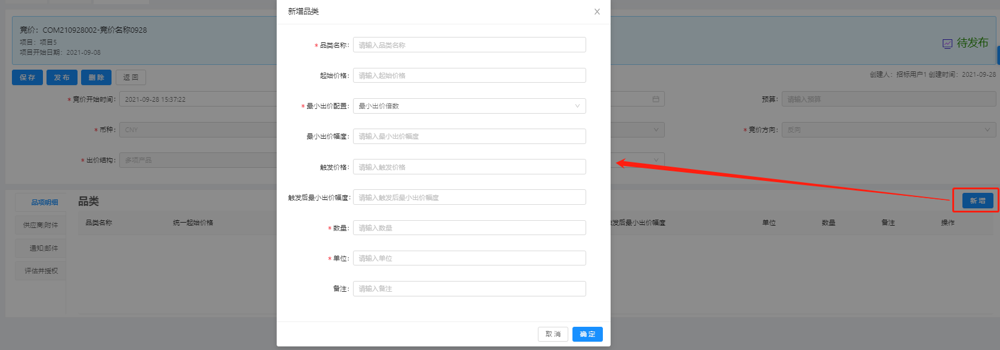 新增品类
竞价：COM210928002-竞价名称0928
项目：项目5
项目开始日期：2021-09-08
待发布
保存 发布 删除 返回
创建人：招标用户1 创建时间：2021-09-28
* 竞价开始时间： 2021-09-28 15:37:22
预算： 请输入预算
* 币种： CNY
* 竞价方向： 反向
* 出价结构： 多项产品
* 品类名称： 请输入品类名称
起始价格： 请输入起始价格
* 最小出价配置： 最小出价倍数
最小出价幅度： 请输入最小出价幅度
触发价格： 请输入触发价格
触发后最小出价幅度： 请输入触发后最小出价幅度
* 数量： 请输入数量
* 单位： 请输入单位
备注： 请输入备注
取消 确定
品项明细
供应商|附件
通知|邮件
评估并授权
品类
新增
品类名称 统一起始价格 发后最小出价幅度 单位 数量 备注 操作